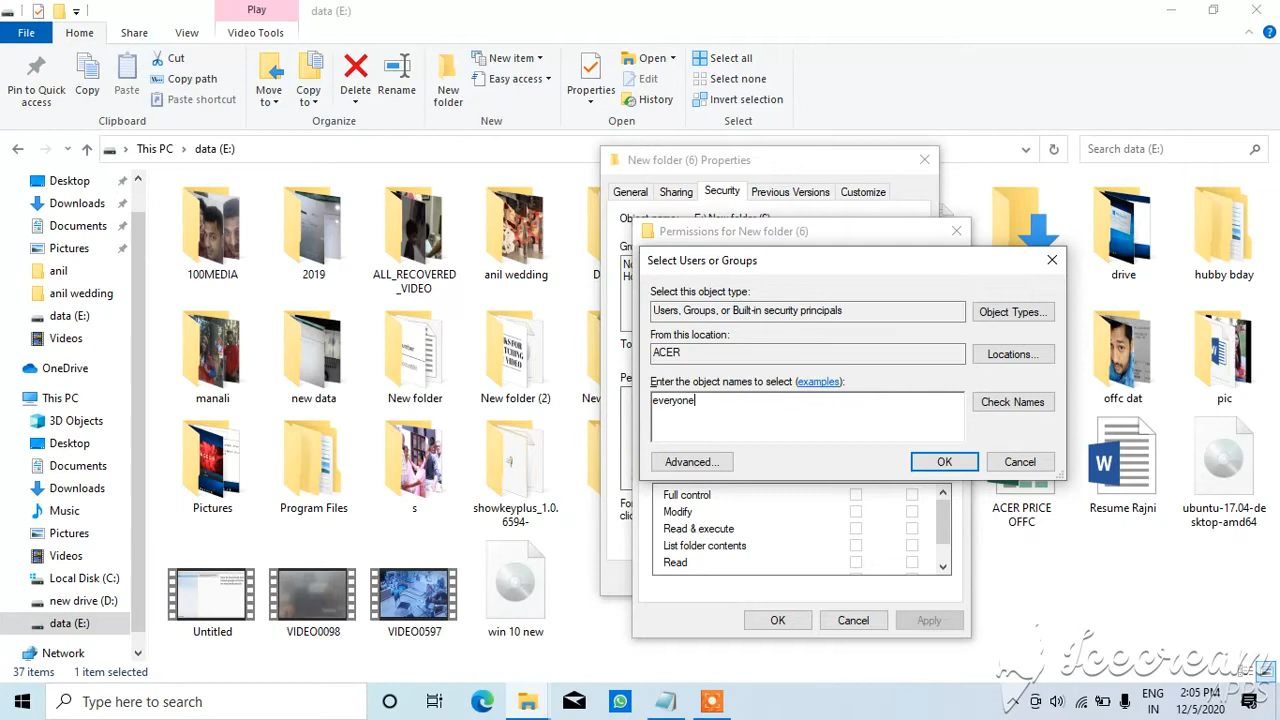 Play
data (E:)
File
Home
Share
View
Video Tools
Pin to Quick access
Copy
Paste
Cut
Copy path
Paste shortcut
Clipboard
Move to
Copy to
Delete
Rename
Organize
New folder
New item
Easy access
New
Properties
Open
Edit
History
Open
Select all
Select none
Invert selection
Select
This PC
data (E:)
Search data (E:)
Desktop
Downloads
Documents
Pictures
anil
anil wedding
data (E:)
Videos
OneDrive
This PC
3D Objects
Desktop
Documents
Downloads
Music
Pictures
Videos
Local Disk (C:)
new drive (D:)
data (E:)
Network
100MEDIA
2019
ALL_RECOVERED
_VIDEO
anil wedding
drive
hubby bday
manali
new data
New folder
New folder (2)
offc dat
pic
Pictures
Program Files
s
showkeyplus_1.0.
6594-
ACER PRICE
OFFC
Resume Rajni
ubuntu-17.04-de
sktop-amd64
Untitled
VIDEO0098
VIDEO0597
win 10 new
New folder (6) Properties
General
Sharing
Security
Previous Versions
Customize
Permissions for New folder (6)
Select Users or Groups
Select this object type:
Users, Groups, or Built-in security principals
Object Types...
From this location:
ACER
Locations...
Enter the object names to select (examples):
everyone
Check Names
Advanced...
OK
Cancel
Full control
Modify
Read & execute
List folder contents
Read
OK
Cancel
Apply
37 items
1 item selected
Icecream
APPS
Type here to search
ENG
IN
2:05 PM
12/5/2020